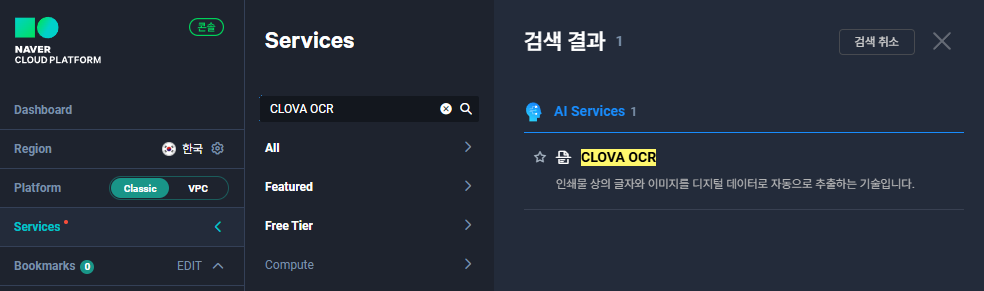 NAVER
CLOUD PLATFORM
콘솔
Dashboard
Region
한국
Platform
Classic
VPC
Services
Bookmarks 0
EDIT
Services
CLOVA OCR
All
Featured
Free Tier
Compute
검색 결과 1
검색 취소
AI Services 1
CLOVA OCR
인쇄물 상의 글자와 이미지를 디지털 데이터로 자동으로 추출하는 기술입니다.